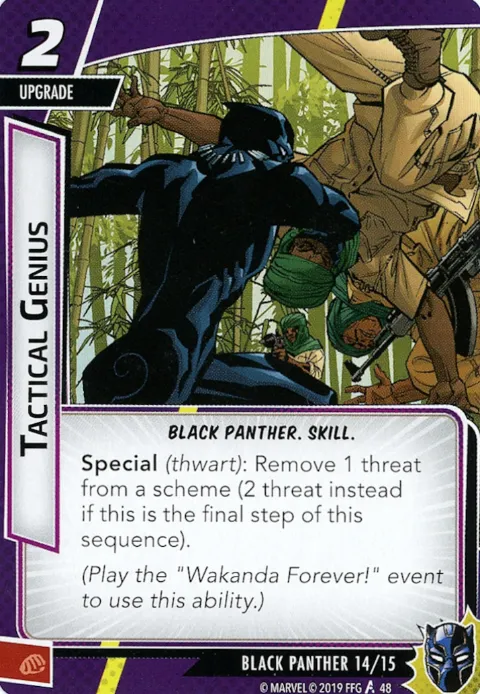 2
UPGRADE
TACTICAL GENIUS
BLACK PANTHER. SKILL.
Special (thwart): Remove 1 threat
from a scheme (2 threat instead
if this is the final step of this
sequence).
(Play the "Wakanda Forever!" event
to use this ability.)
BLACK PANTHER 14/15
© MARVEL © 2019 FFG 48